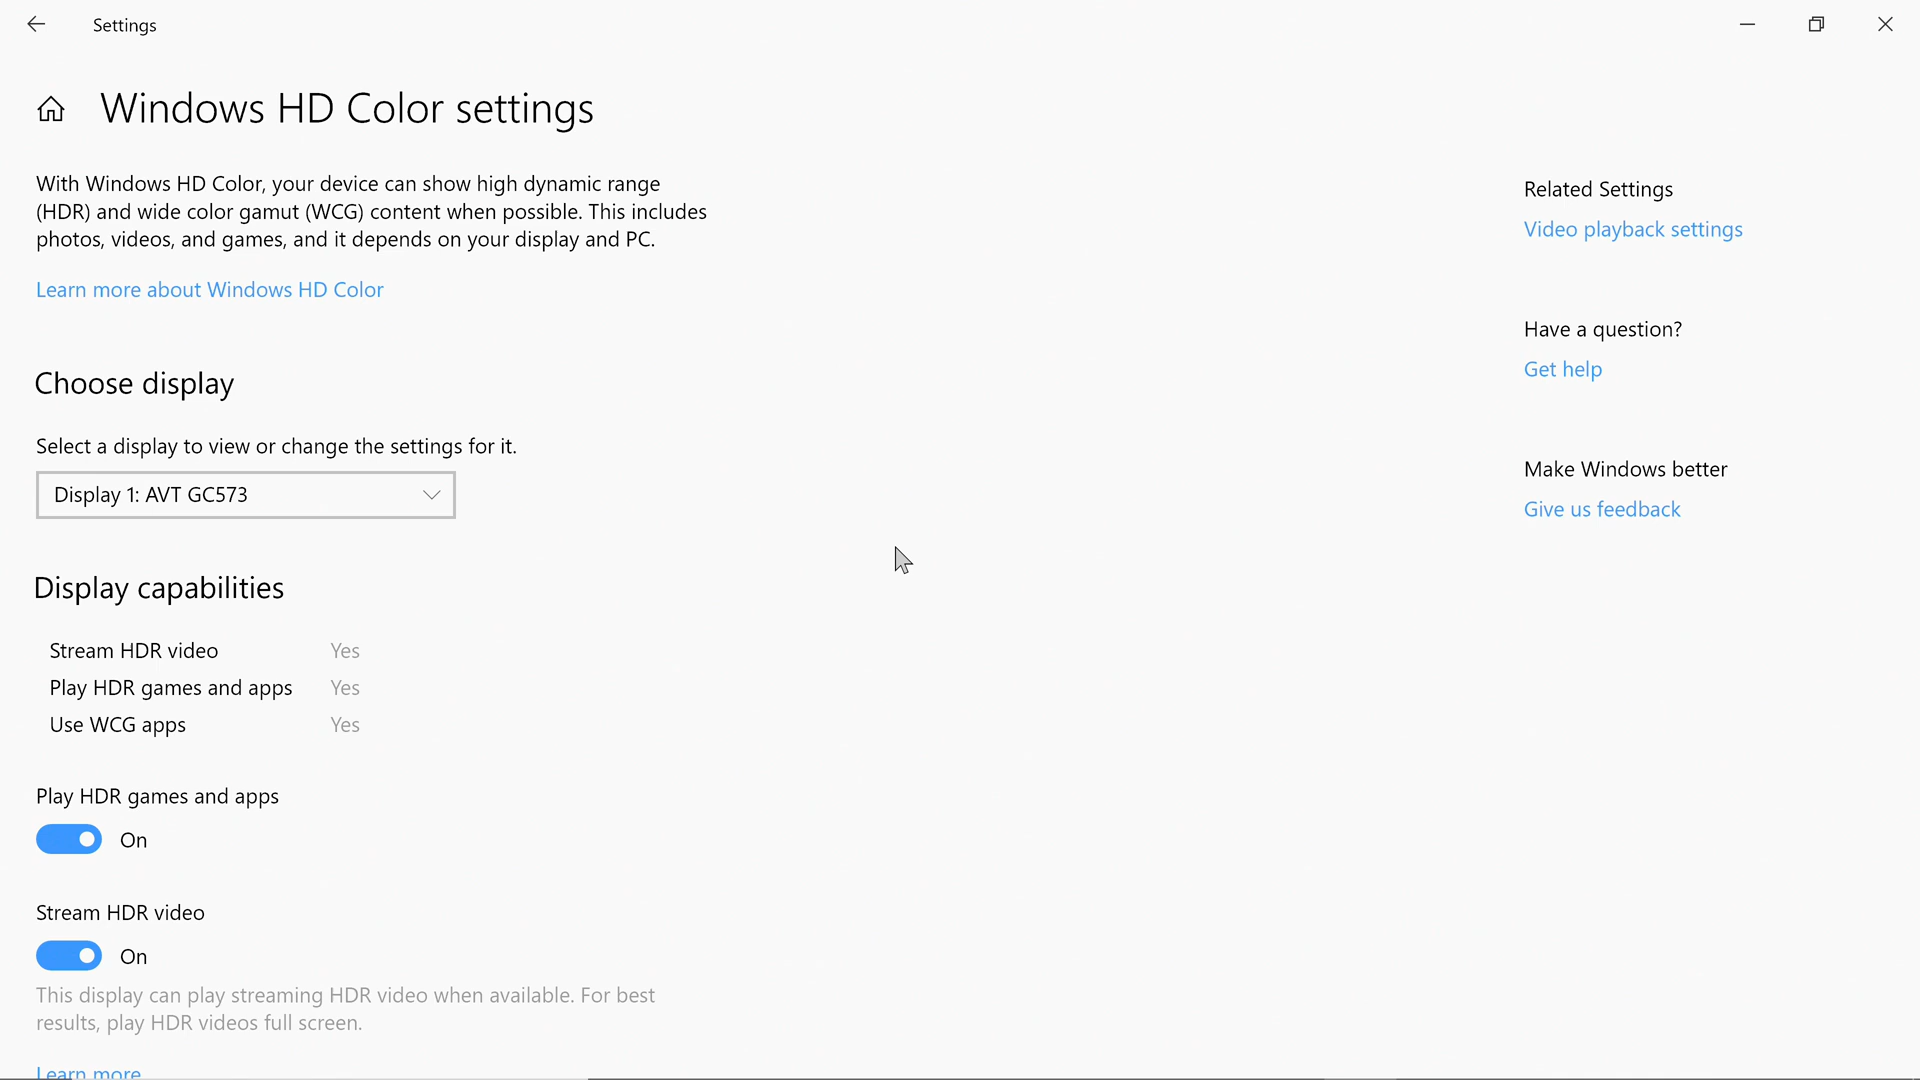 Settings
Windows HD Color settings
With Windows HD Color, your device can show high dynamic range
(HDR) and wide color gamut (WCG) content when possible. This includes
photos, videos, and games, and it depends on your display and PC.
Learn more about Windows HD Color
Choose display
Select a display to view or change the settings for it.
Display 1: AVT GC573
Display capabilities
Stream HDR video Yes
Play HDR games and apps Yes
Use WCG apps Yes
Play HDR games and apps
On
Stream HDR video
On
This display can play streaming HDR video when available. For best
results, play HDR videos full screen.
Learn more
Related Settings
Video playback settings
Have a question?
Get help
Make Windows better
Give us feedback